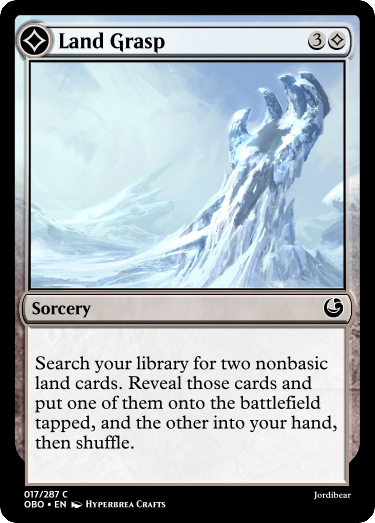 Land Grasp 3
Sorcery
Search your library for two nonbasic
land cards. Reveal those cards and
put one of them onto the battlefield
tapped, and the other into your hand,
then shuffle.
017/287 C
OBO • EN Hyperbrea Crafts
Jordibear